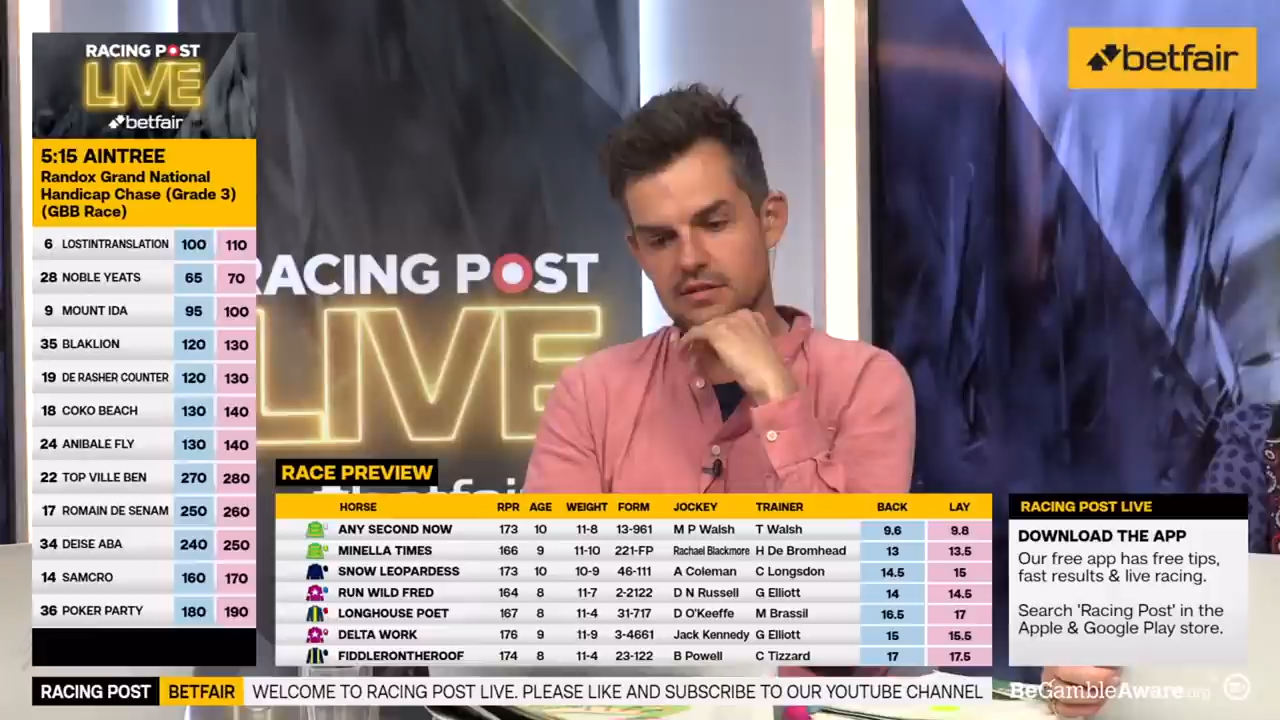 RACING POST
LIVE
betfair
5:15 AINTREE
Randox Grand National
Handicap Chase (Grade 3)
(GBB Race)
6 LOSTINTRANSLATION 100 110
28 NOBLE YEATS 65 70
9 MOUNT IDA 95 100
35 BLAKLION 120 130
19 DE RASHER COUNTER 120 130
18 COKO BEACH 130 140
24 ANIBALE FLY 130 140
22 TOP VILLE BEN 270 280
17 ROMAIN DE SENAM 250 260
34 DEISE ABA 240 250
14 SAMCRO 160 170
36 POKER PARTY 180 190
betfair
RACING POST
LIVE
RACE PREVIEW
HORSE RPR AGE WEIGHT FORM JOCKEY TRAINER BACK LAY
ANY SECOND NOW 173 10 11-8 13-961 M P Walsh T Walsh 9.6 9.8
MINELLA TIMES 166 9 11-10 221-FP Rachael Blackmore H De Bromhead 13 13.5
SNOW LEOPARDESS 173 10 10-9 46-111 A Coleman C Longsdon 14.5 15
RUN WILD FRED 164 8 11-7 2-2122 D N Russell G Elliott 14 14.5
LONGHOUSE POET 167 8 11-4 31-717 D O'Keeffe M Brassil 16.5 17
DELTA WORK 176 9 11-9 3-4661 Jack Kennedy G Elliott 15 15.5
FIDDLERONTHEROOF 174 8 11-4 23-122 B Powell C Tizzard 17 17.5
RACING POST LIVE
DOWNLOAD THE APP
Our free app has free tips,
fast results & live racing.
Search 'Racing Post' in the
Apple & Google Play store.
RACING POST BETFAIR WELCOME TO RACING POST LIVE. PLEASE LIKE AND SUBSCRIBE TO OUR YOUTUBE CHANNEL
BeGambleAware.org